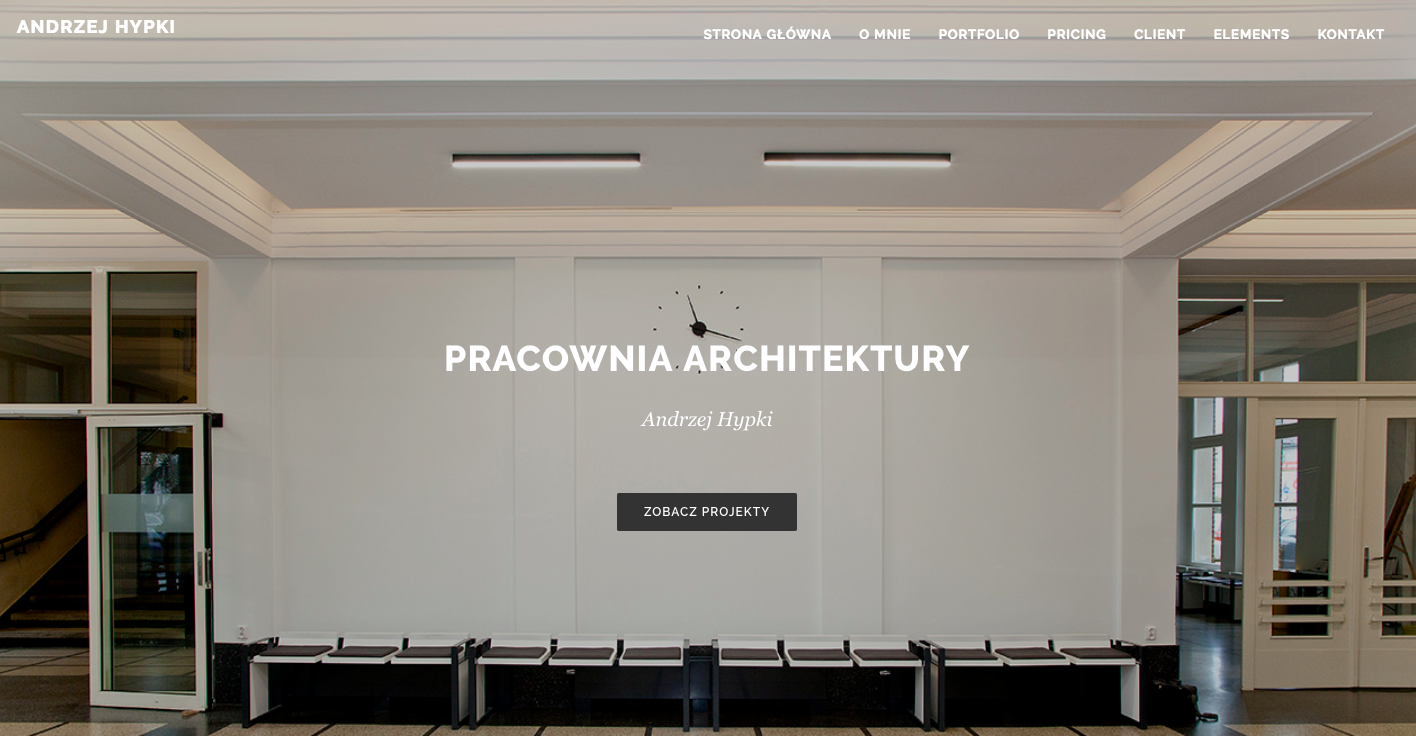 ANDRZEJ HYPKI
STRONA GŁÓWNA O MNIE PORTFOLIO PRICING CLIENT ELEMENTS KONTAKT
PRACOWNIA ARCHITEKTURY
Andrzej Hypki
ZOBACZ PROJEKTY